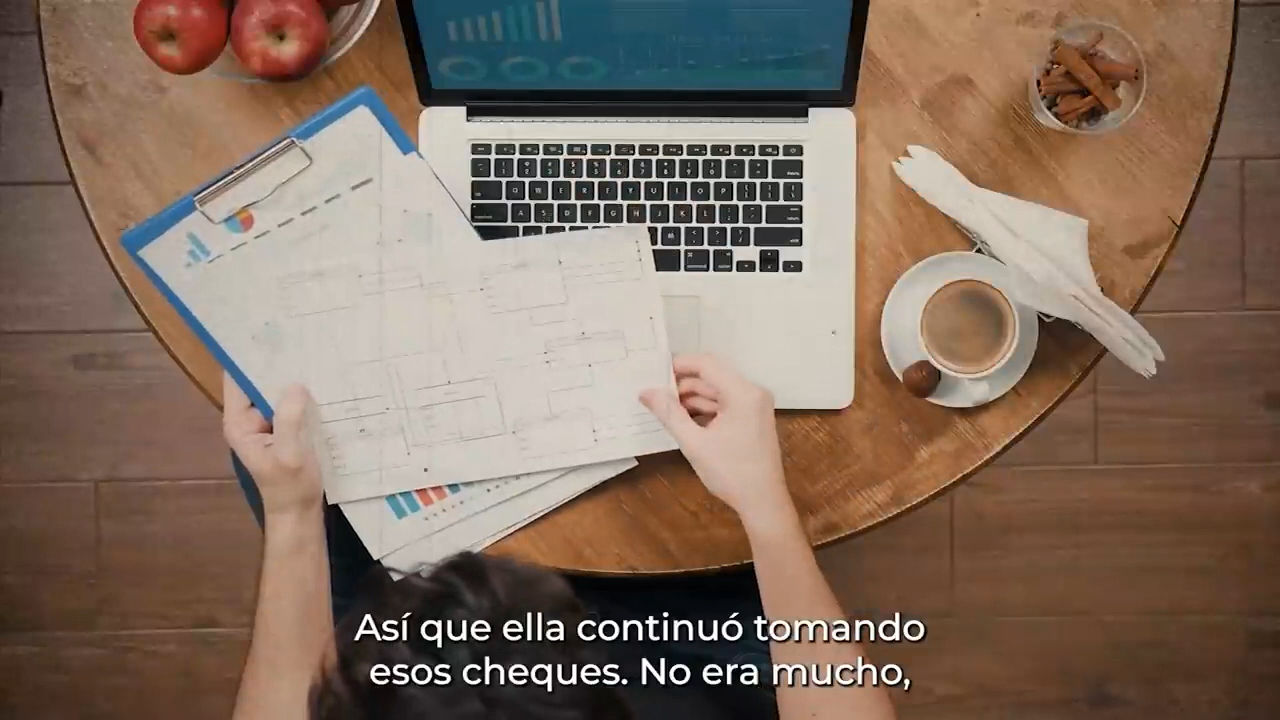 Así que ella continuó tomando
esos cheques. No era mucho,